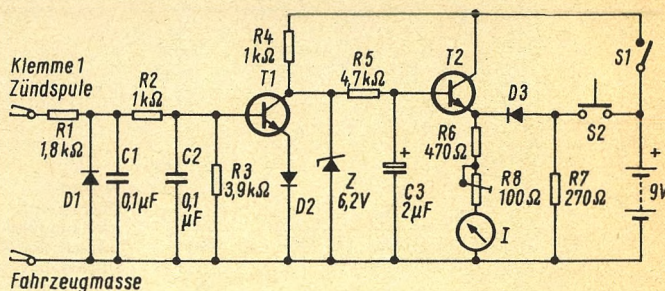 Klemme 1
Zündspule
R1
1,8kΩ
D1
C1
0,1µF
R2
1kΩ
C2
0,1
µF
R3
3,9kΩ
T1
R4
1kΩ
D2
Z
6,2V
R5
4,7kΩ
+
C3
2µF
T2
R6
470Ω
R8
100Ω
I
D3
R7
270Ω
S2
S1
+
9V
Fahrzeugmasse